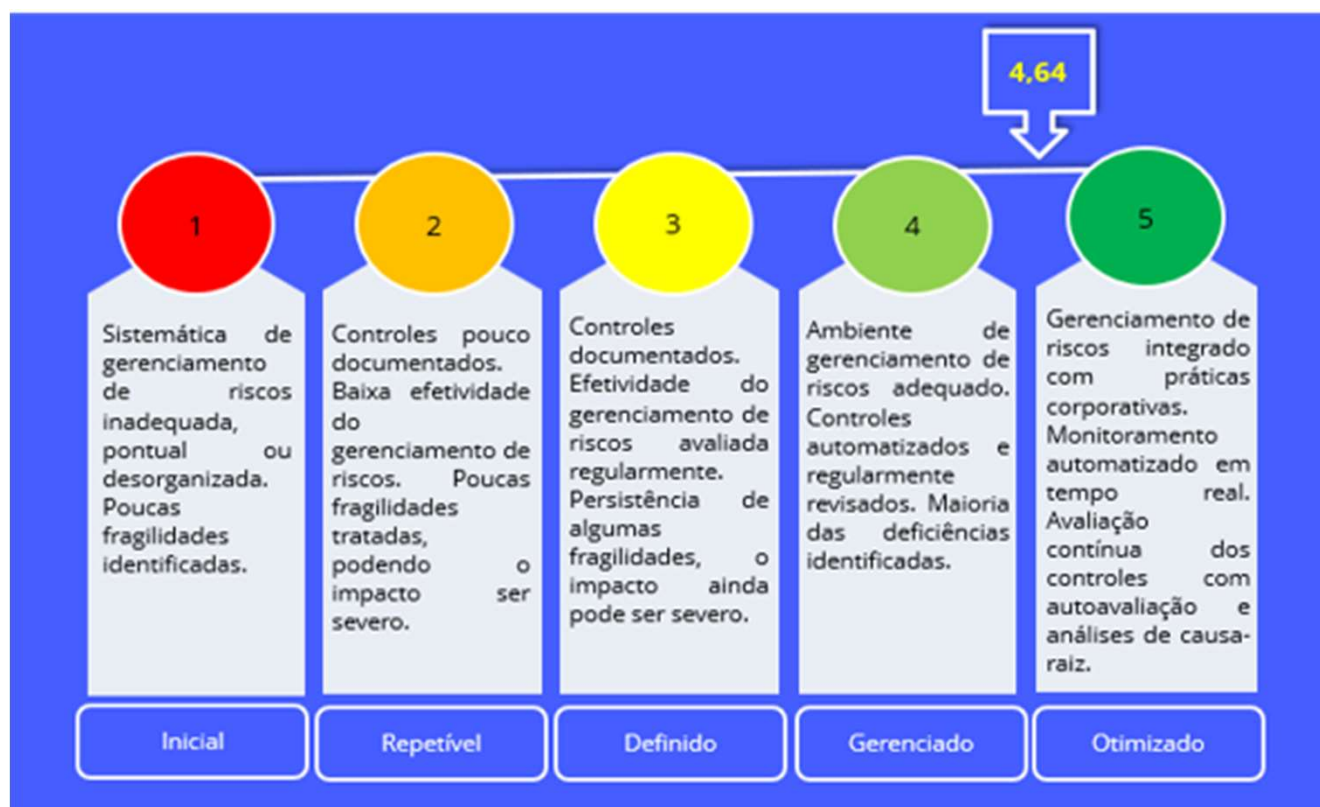 4,64
1
Sistemática de
gerenciamento
de riscos
inadequada,
pontual ou
desorganizada.
Poucas
fragilidades
identificadas.
Inicial
2
Controles pouco
documentados.
Baixa efetividade
do
gerenciamento de
riscos. Poucas
fragilidades
tratadas,
podendo o
impacto ser
severo.
Repetível
3
Controles
documentados.
Efetividade do
gerenciamento de
riscos avaliada
regularmente.
Persistência de
algumas
fragilidades, o
impacto ainda
pode ser severo.
Definido
4
Ambiente de
gerenciamento de
riscos adequado.
Controles
automatizados e
regularmente
revisados. Maioria
das deficiências
identificadas.
Gerenciado
5
Gerenciamento de
riscos integrado
com práticas
corporativas.
Monitoramento
automatizado em
tempo real.
Avaliação
contínua dos
controles com
autoavaliação e
análises de causa-
raiz.
Otimizado